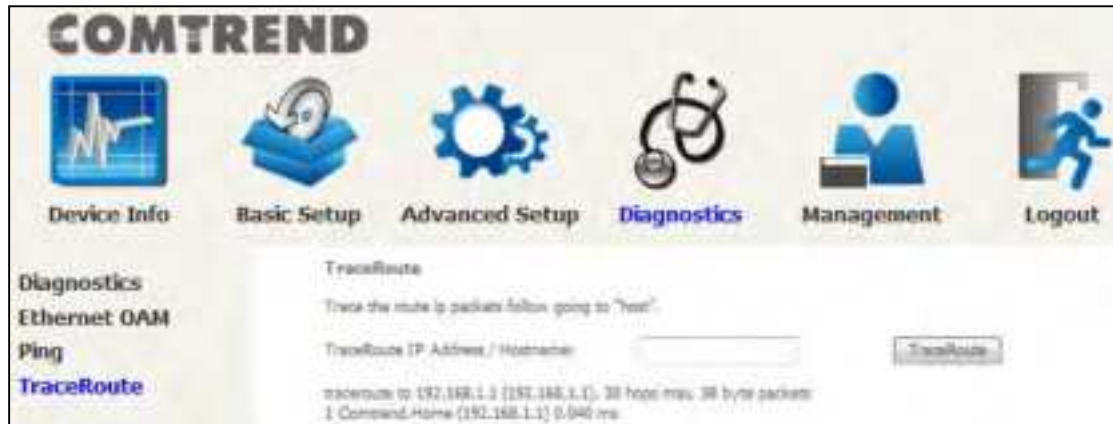 COMTREND
Device Info
Basic Setup
Advanced Setup
Diagnostics
Management
Logout
Diagnostics
Ethernet OAM
Ping
TraceRoute
TraceRoute
Trace the route ip packets follow going to "host".
TraceRoute IP Address / Hostname:
TraceRoute
traceroute to 192.168.1.1 (192.168.1.1), 30 hops max, 38 byte packets
1 Comtrend.Home (192.168.1.1) 0.040 ms